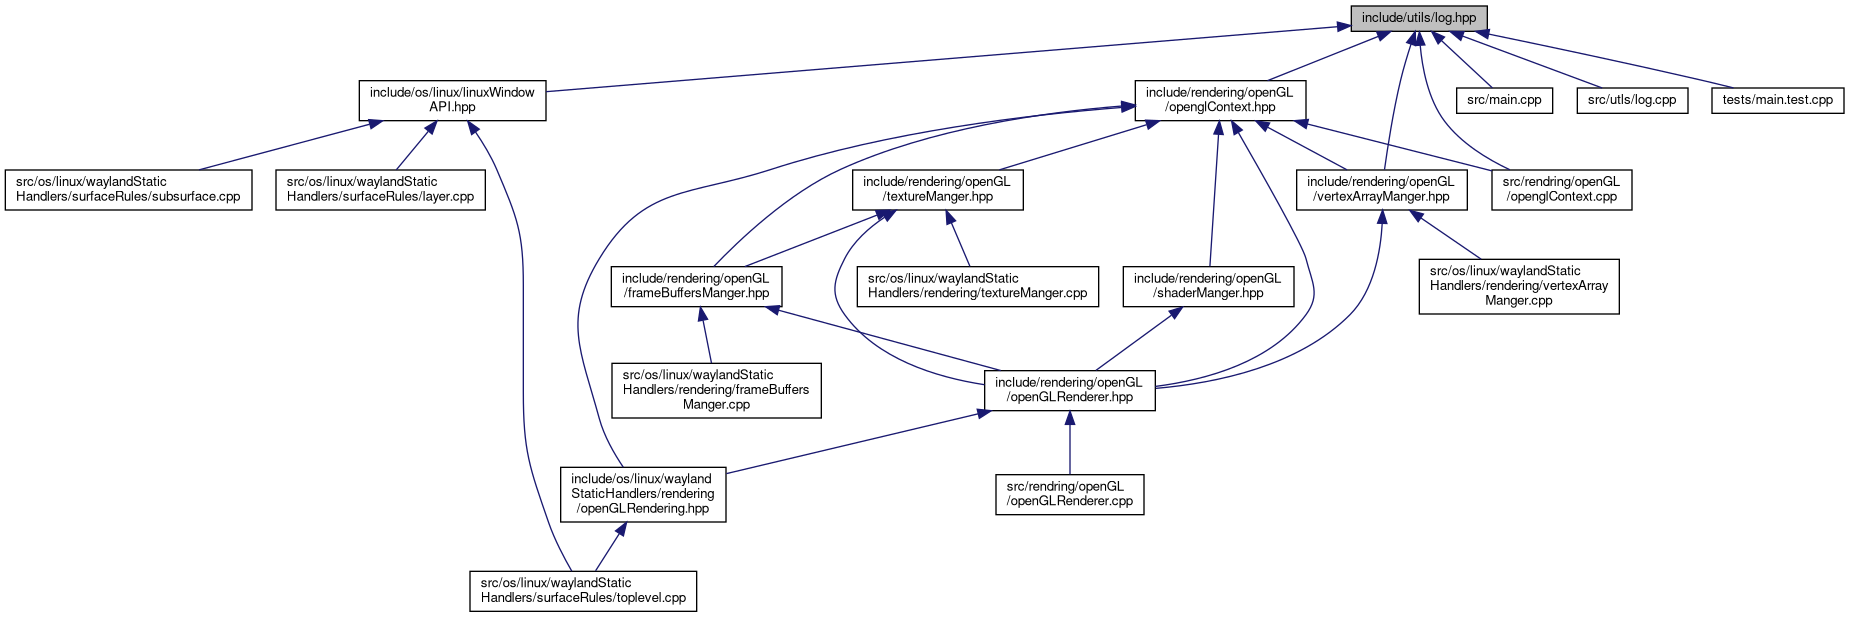 include/utils/log.hpp
include/os/linux/linuxWindow
API.hpp
include/rendering/openGL
/openglContext.hpp
src/main.cpp
src/utls/log.cpp
tests/main.test.cpp
src/os/linux/waylandStatic
Handlers/surfaceRules/subsurface.cpp
src/os/linux/waylandStatic
Handlers/surfaceRules/layer.cpp
include/rendering/openGL
/textureManger.hpp
include/rendering/openGL
/vertexArrayManger.hpp
src/rendring/openGL
/openglContext.cpp
include/rendering/openGL
/frameBuffersManger.hpp
src/os/linux/waylandStatic
Handlers/rendering/textureManger.cpp
include/rendering/openGL
/shaderManger.hpp
src/os/linux/waylandStatic
Handlers/rendering/vertexArray
Manger.cpp
src/os/linux/waylandStatic
Handlers/rendering/frameBuffers
Manger.cpp
include/rendering/openGL
/openGLRenderer.hpp
include/os/linux/wayland
StaticHandlers/rendering
/openGLRendering.hpp
src/rendring/openGL
/openGLRenderer.cpp
src/os/linux/waylandStatic
Handlers/surfaceRules/toplevel.cpp